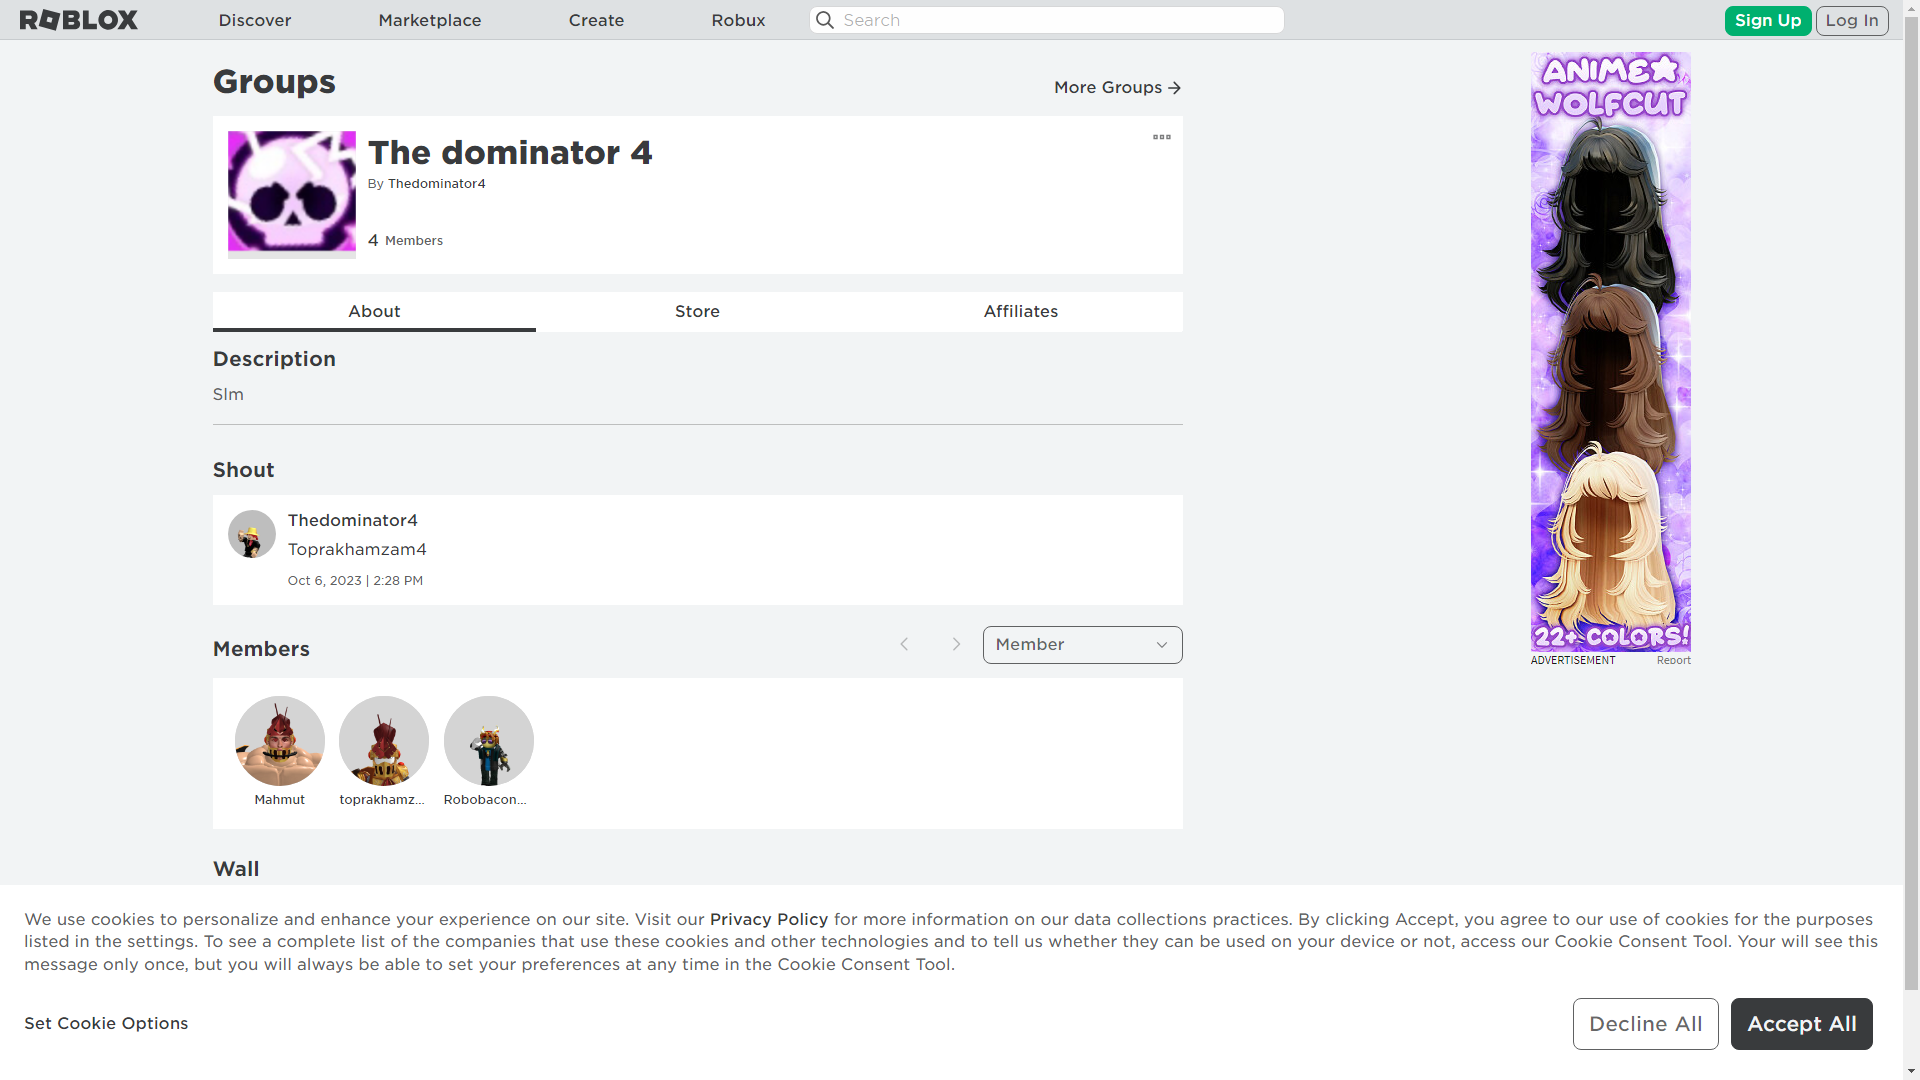 ROBLOX
Discover
Marketplace
Create
Robux
Search
Sign Up
Log In
Groups
More Groups
The dominator 4
By Thedominator4
4 Members
About
Store
Affiliates
Description
Slm
Shout
Thedominator4
Toprakhamzam4
Oct 6, 2023 | 2:28 PM
Members
Member
Mahmut
toprakhamz...
Robobacon...
Wall
ANIME
WOLFCUT
22+ COLORS!
ADVERTISEMENT
Report
We use cookies to personalize and enhance your experience on our site. Visit our Privacy Policy for more information on our data collections practices. By clicking Accept, you agree to our use of cookies for the purposes
listed in the settings. To see a complete list of the companies that use these cookies and other technologies and to tell us whether they can be used on your device or not, access our Cookie Consent Tool. Your will see this
message only once, but you will always be able to set your preferences at any time in the Cookie Consent Tool.
Set Cookie Options
Decline All
Accept All